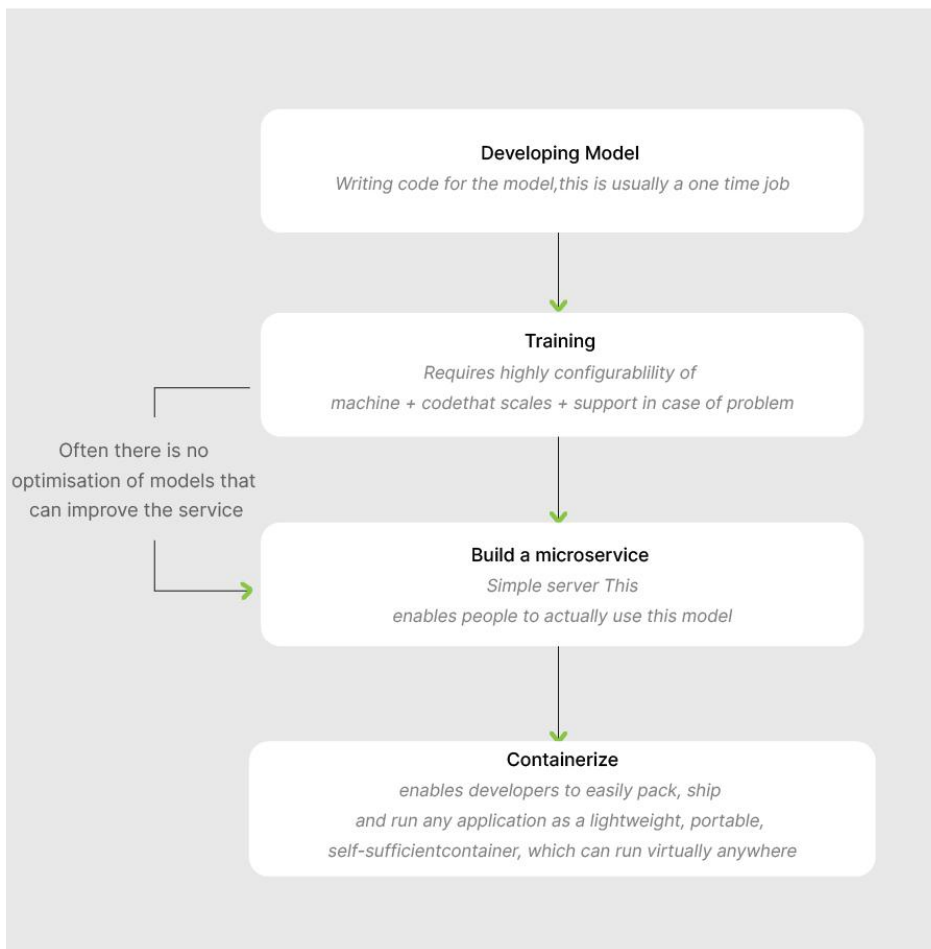 Developing Model
Writing code for the model,this is usually a one time job
Training
Requires highly configurablility of
machine + codethat scales + support in case of problem
Often there is no
optimisation of models that
can improve the service
Build a microservice
Simple server This
enables people to actually use this model
Containerize
enables developers to easily pack, ship
and run any application as a lightweight, portable,
self-sufficientcontainer, which can run virtually anywhere